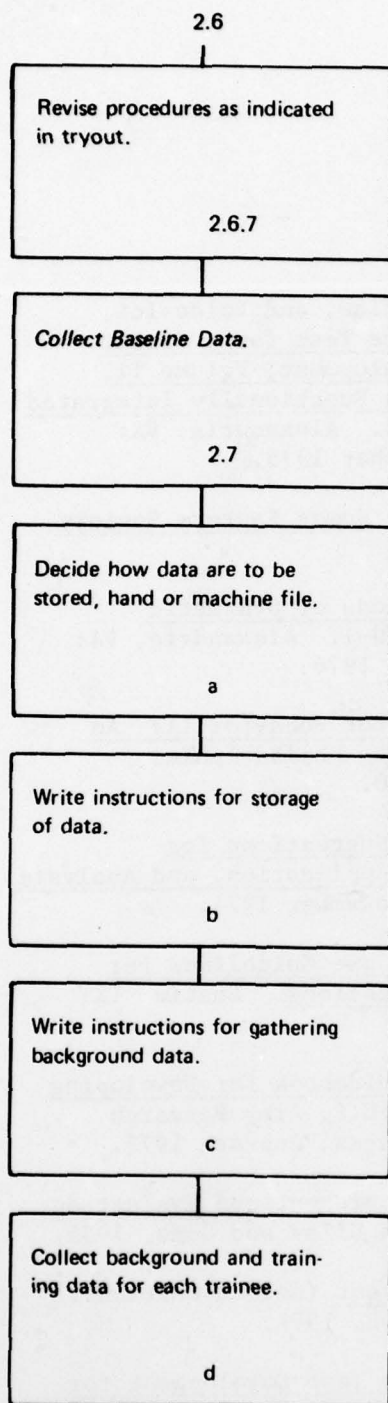 2.6
Revise procedures as indicated
in tryout.
2.6.7
Collect Baseline Data.
2.7
Decide how data are to be
stored, hand or machine file.
a
Write instructions for storage
of data.
b
Write instructions for gathering
background data.
c
Collect background and train-
ing data for each trainee.
d